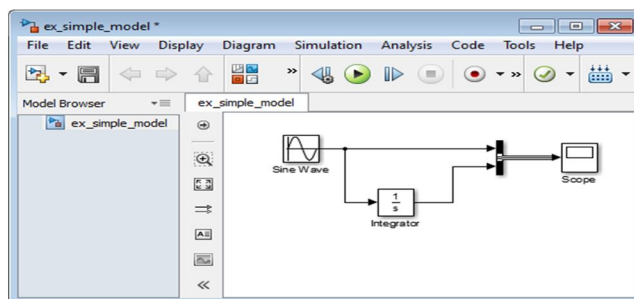 ex_simple_model *
File Edit View Display Diagram Simulation Analysis Code Tools Help
»
»
Model Browser
ex_simple_model
ex_simple_model
A
Sine Wave
1
s
Integrator
Scope